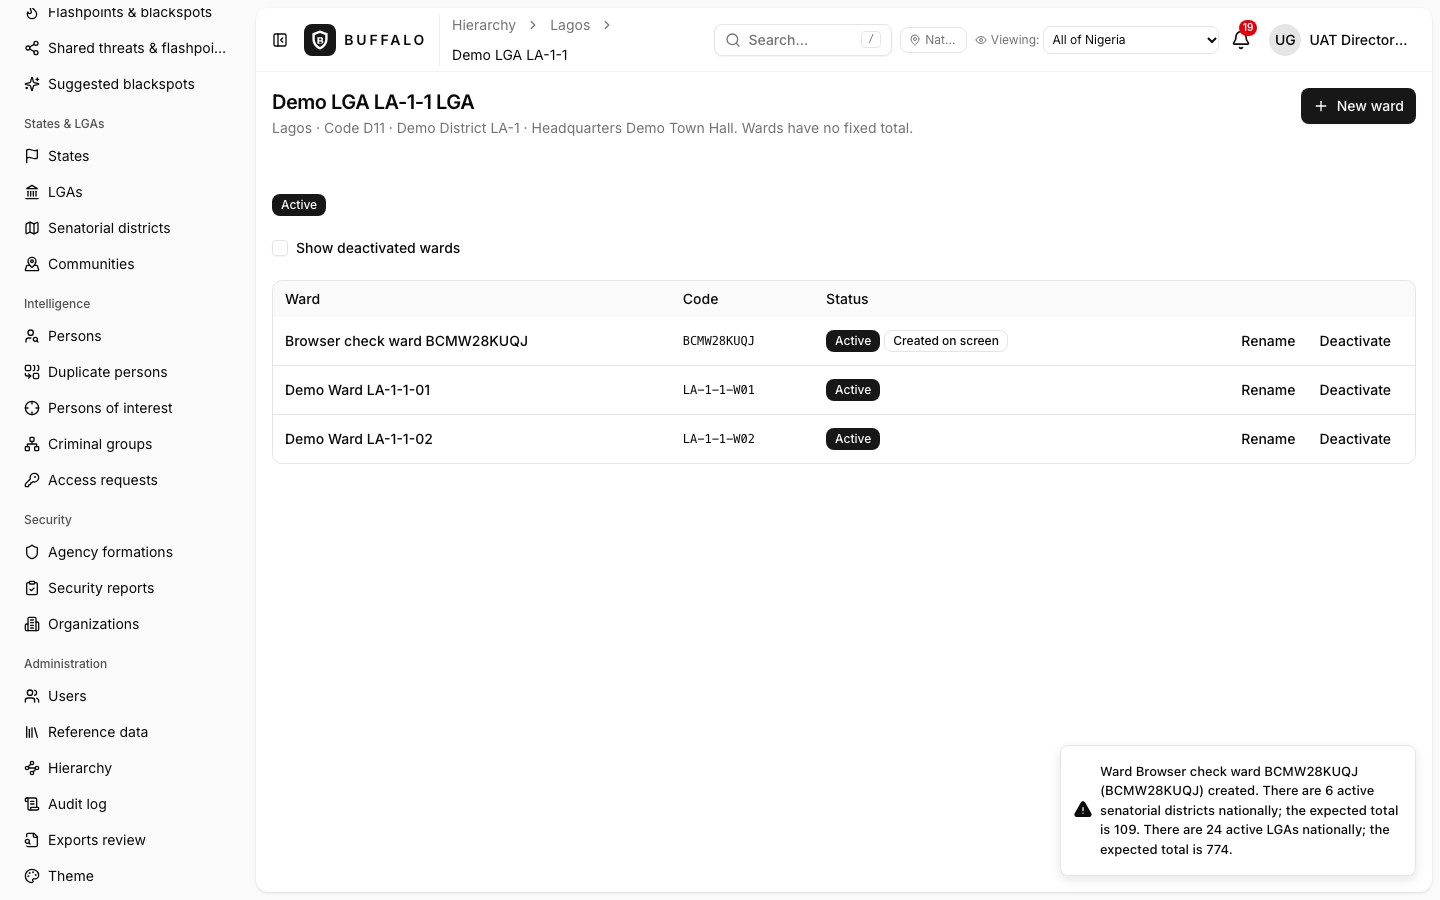 Flashpoints & blackspots
Shared threats & flashpoi...
Suggested blackspots
States & LGAs
States
LGAs
Senatorial districts
Communities
Intelligence
Persons
Duplicate persons
Persons of interest
Criminal groups
Access requests
Security
Agency formations
Security reports
Organizations
Administration
Users
Reference data
Hierarchy
Audit log
Exports review
Theme
BUFFALO
Hierarchy > Lagos >
Demo LGA LA-1-1
Search... /
Nat...
Viewing: All of Nigeria
19
UG UAT Director...
Demo LGA LA-1-1 LGA
Lagos · Code D11 · Demo District LA-1 · Headquarters Demo Town Hall. Wards have no fixed total.
+ New ward
Active
Show deactivated wards
Ward Code Status
Browser check ward BCMW28KUQJ BCMW28KUQJ Active Created on screen Rename Deactivate
Demo Ward LA-1-1-01 LA-1-1-W01 Active Rename Deactivate
Demo Ward LA-1-1-02 LA-1-1-W02 Active Rename Deactivate
Ward Browser check ward BCMW28KUQJ
(BCMW28KUQJ) created. There are 6 active
senatorial districts nationally; the expected total
is 109. There are 24 active LGAs nationally; the
expected total is 774.